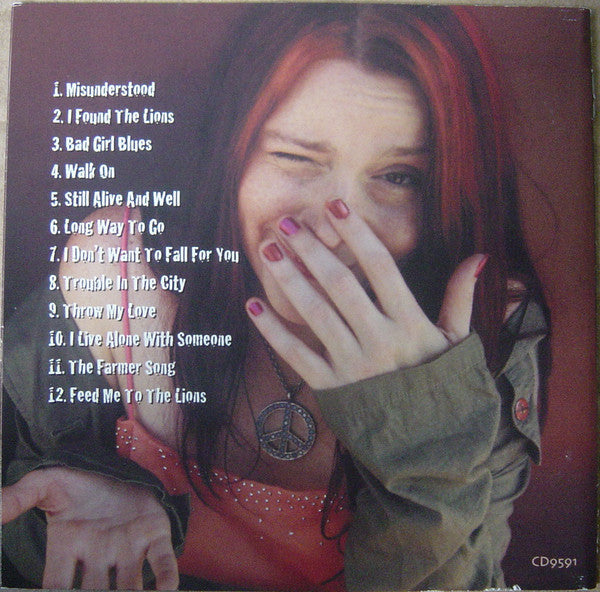 1. Misunderstood
2. I Found The Lions
3. Bad Girl Blues
4. Walk On
5. Still Alive And Well
6. Long Way To Go
7. I Don't Want To Fall For You
8. Trouble In The City
9. Throw My Love
10. I Live Alone With Someone
11. The Farmer Song
12. Feed Me To The Lions
CD9591